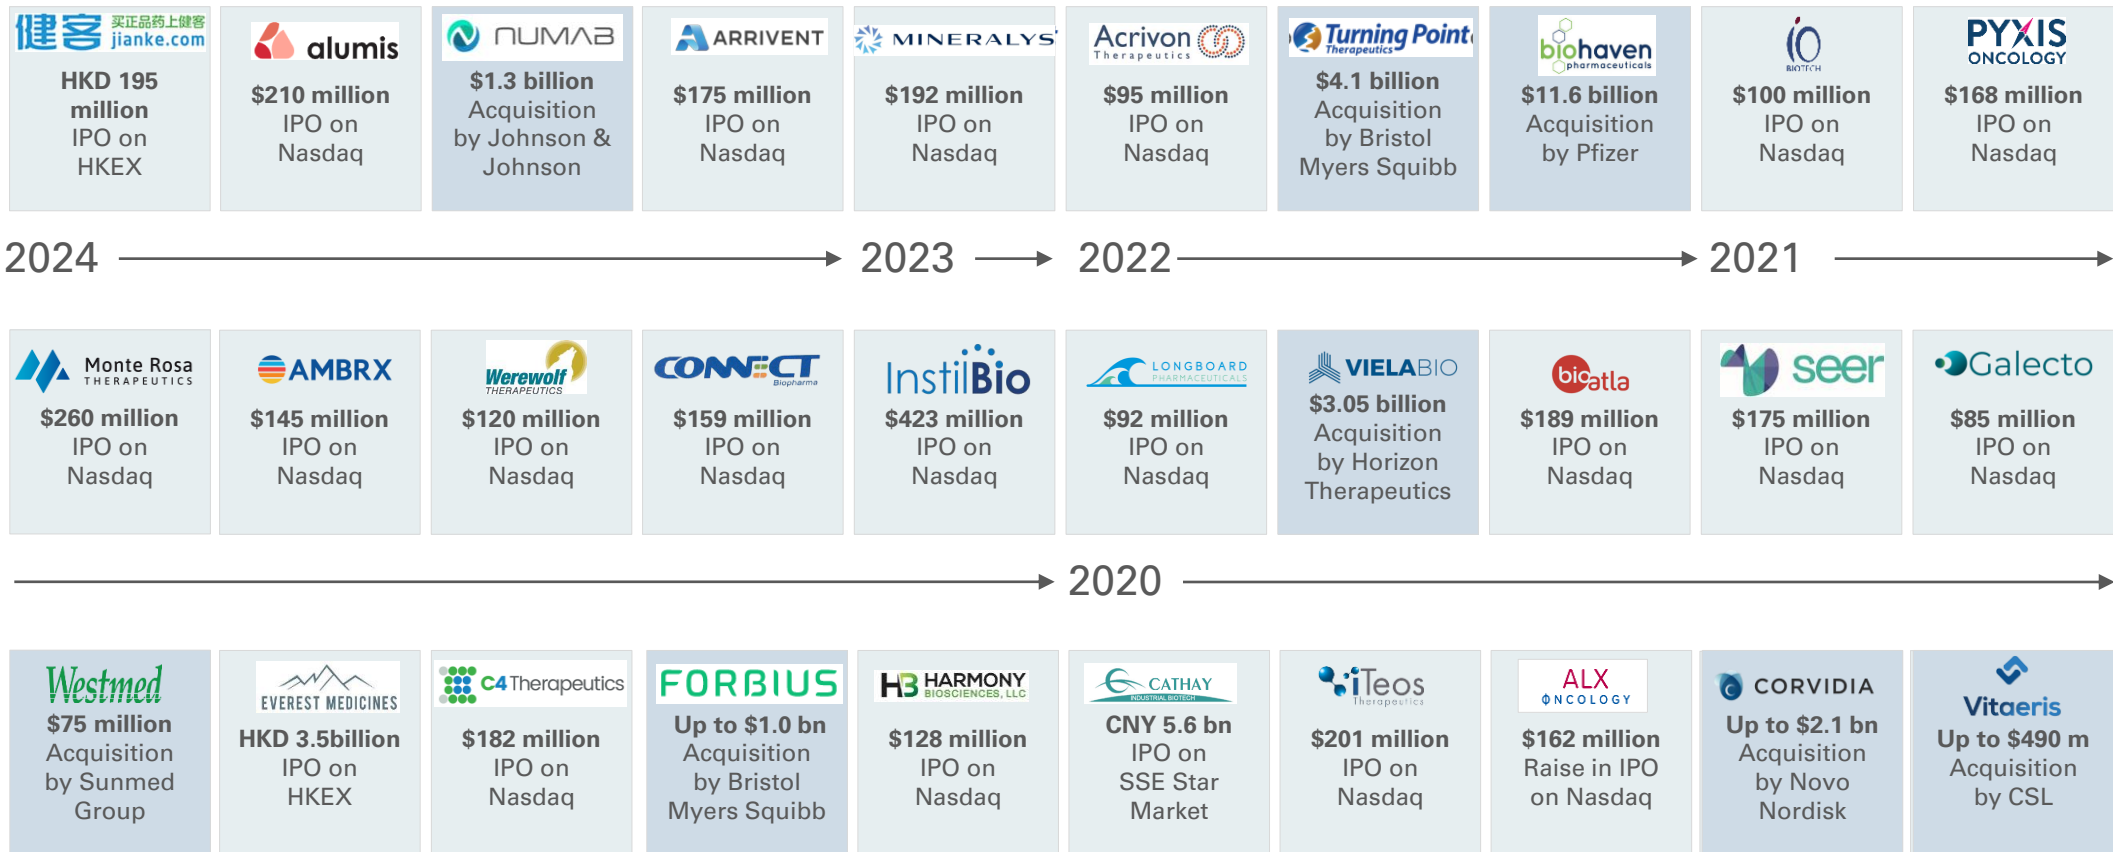 健客 买正品药上健客
jianke.com
HKD 195
million
IPO on
HKEX
alumis
$210 million
IPO on
Nasdaq
NUMAB
$1.3 billion
Acquisition
by Johnson &
Johnson
ARRIVENT
$175 million
IPO on
Nasdaq
MINERALYS
$192 million
IPO on
Nasdaq
Acrivon
Therapeutics
$95 million
IPO on
Nasdaq
Turning Point
Therapeutics
$4.1 billion
Acquisition
by Bristol
Myers Squibb
biohaven
pharmaceuticals
$11.6 billion
Acquisition
by Pfizer
IO
BIOTECH
$100 million
IPO on
Nasdaq
PYXIS
ONCOLOGY
$168 million
IPO on
Nasdaq
2024
2023
2022
2021
Monte Rosa
THERAPEUTICS
$260 million
IPO on
Nasdaq
AMBRX
$145 million
IPO on
Nasdaq
Werewolf
THERAPEUTICS
$120 million
IPO on
Nasdaq
CONNECT
Biopharma
$159 million
IPO on
Nasdaq
InstilBio
$423 million
IPO on
Nasdaq
LONGBOARD
PHARMACEUTICALS
$92 million
IPO on
Nasdaq
VIELABIO
$3.05 billion
Acquisition
by Horizon
Therapeutics
bioatla
$189 million
IPO on
Nasdaq
seer
$175 million
IPO on
Nasdaq
Galecto
$85 million
IPO on
Nasdaq
2020
Westmed
$75 million
Acquisition
by Sunmed
Group
EVEREST MEDICINES
HKD 3.5billion
IPO on
HKEX
C4 Therapeutics
$182 million
IPO on
Nasdaq
FORBIUS
Up to $1.0 bn
Acquisition
by Bristol
Myers Squibb
HB HARMONY
BIOSCIENCES, LLC
$128 million
IPO on
Nasdaq
CATHAY
INDUSTRIAL BIOTECH
CNY 5.6 bn
IPO on
SSE Star
Market
iTeos
Therapeutics
$201 million
IPO on
Nasdaq
ALX
ONCOLOGY
$162 million
Raise in IPO
on Nasdaq
C CORVIDIA
Up to $2.1 bn
Acquisition
by Novo
Nordisk
Vitaeris
Up to $490 m
Acquisition
by CSL